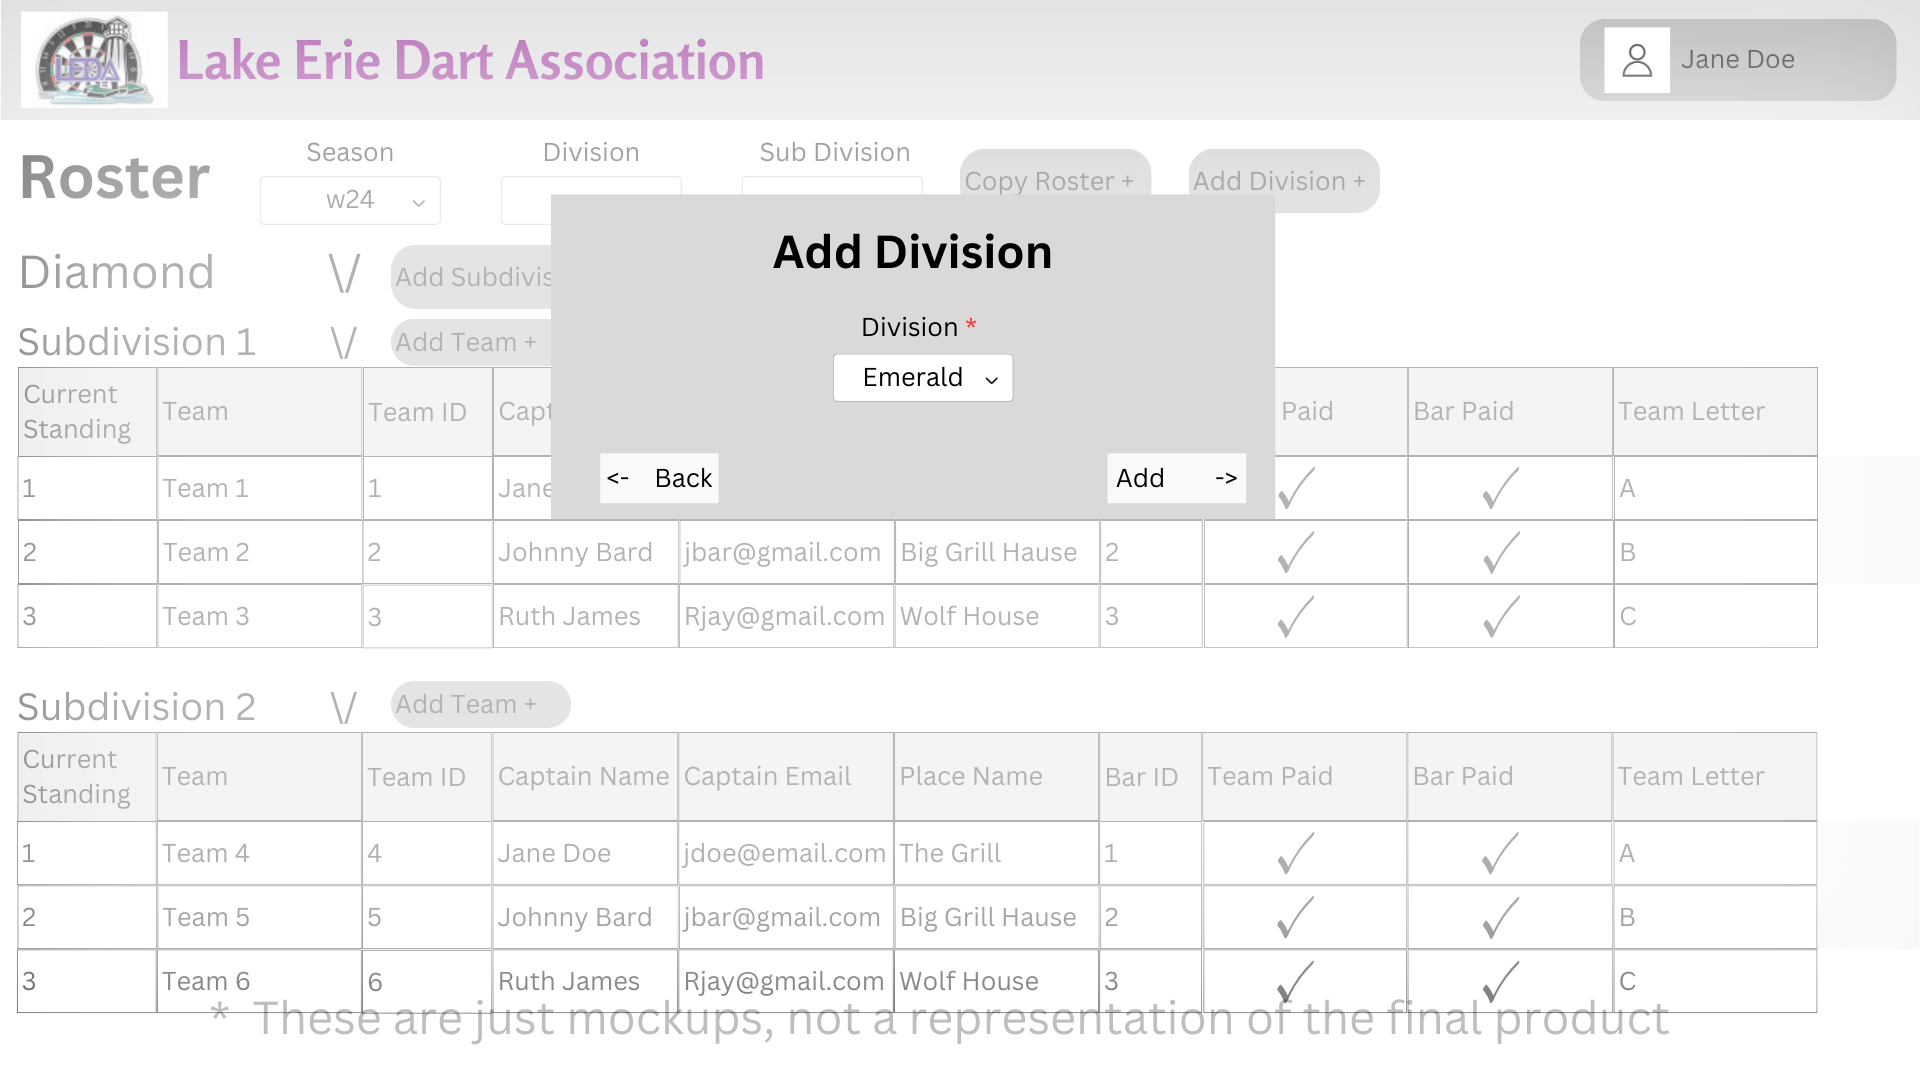 LEDA
Lake Erie Dart Association
Jane Doe
Roster
Season
Division
Sub Division
w24
Copy Roster +
Add Division +
Add Division
Division *
Emerald
<- Back
Add ->
Diamond \/ Add Subdivis
Subdivision 1 \/ Add Team +
Current Standing Team Team ID Capt Paid Bar Paid Team Letter
1 Team 1 1 Jane ✓ ✓ A
2 Team 2 2 Johnny Bard jbar@gmail.com Big Grill Hause 2 ✓ ✓ B
3 Team 3 3 Ruth James Rjay@gmail.com Wolf House 3 ✓ ✓ C
Subdivision 2 \/ Add Team +
Current Standing Team Team ID Captain Name Captain Email Place Name Bar ID Team Paid Bar Paid Team Letter
1 Team 4 4 Jane Doe jdoe@email.com The Grill 1 ✓ ✓ A
2 Team 5 5 Johnny Bard jbar@gmail.com Big Grill Hause 2 ✓ ✓ B
3 Team 6 6 Ruth James Rjay@gmail.com Wolf House 3 ✓ ✓ C
* These are just mockups, not a representation of the final product